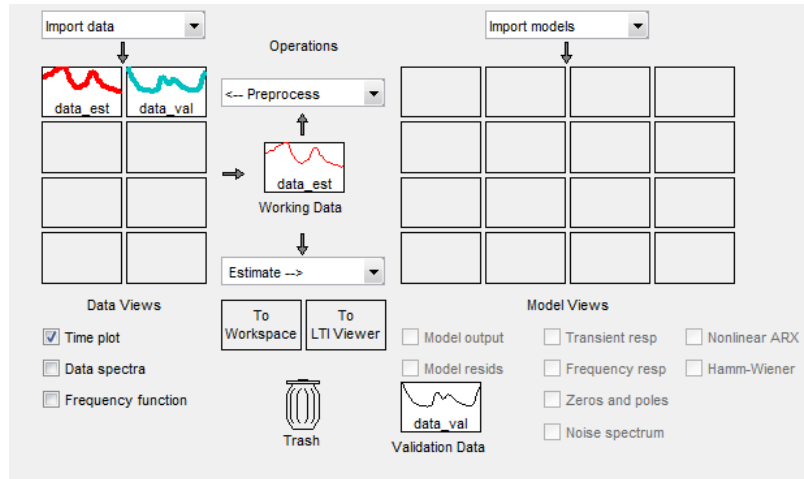 Import data
Import models
Operations
data_est
data_val
<-- Preprocess
data_est
Working Data
Estimate -->
Data Views
Model Views
To
Workspace
To
LTI Viewer
Time plot
Data spectra
Frequency function
Model output
Transient resp
Nonlinear ARX
Model resids
Frequency resp
Hamm-Wiener
Zeros and poles
Noise spectrum
Trash
data_val
Validation Data